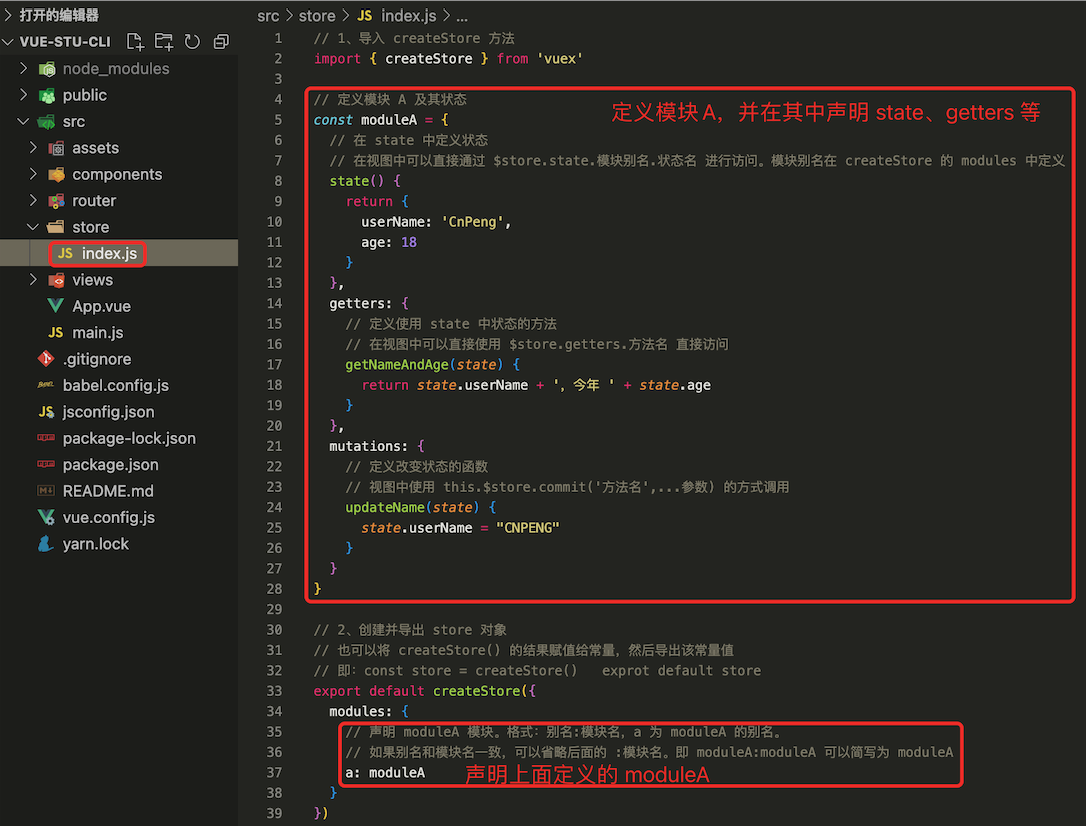 打开的编辑器
VUE-STU-CLI
node_modules
public
src
assets
components
router
store
JS index.js
views
App.vue
JS main.js
.gitignore
babel.config.js
jsconfig.json
package-lock.json
package.json
README.md
vue.config.js
yarn.lock
src > store > JS index.js > ...
1 // 1、导入 createStore 方法
2 import { createStore } from 'vuex'
3
4 // 定义模块 A 及其状态
定义模块 A，并在其中声明 state、getters 等
5 const moduleA = {
6 // 在 state 中定义状态
7 // 在视图中可以直接通过 $store.state.模块别名.状态名 进行访问。模块别名在 createStore 的 modules 中定义
8 state() {
9 return {
10 userName: 'CnPeng',
11 age: 18
12 }
13 },
14 getters: {
15 // 定义使用 state 中状态的方法
16 // 在视图中可以直接使用 $store.getters.方法名 直接访问
17 getNameAndAge(state) {
18 return state.userName + ', 今年 ' + state.age
19 }
20 },
21 mutations: {
22 // 定义改变状态的函数
23 // 视图中使用 this.$store.commit('方法名',...参数) 的方式调用
24 updateName(state) {
25 state.userName = "CNPENG"
26 }
27 }
28 }
29
30 // 2、创建并导出 store 对象
31 // 也可以将 createStore() 的结果赋值给常量，然后导出该常量值
32 // 即：const store = createStore() exprot default store
33 export default createStore({
34 modules: {
35 // 声明 moduleA 模块。格式：别名:模块名，a 为 moduleA 的别名。
36 // 如果别名和模块名一致，可以省略后面的 :模块名。即 moduleA:moduleA 可以简写为 moduleA
37 a: moduleA 声明上面定义的 moduleA
38 }
39 })